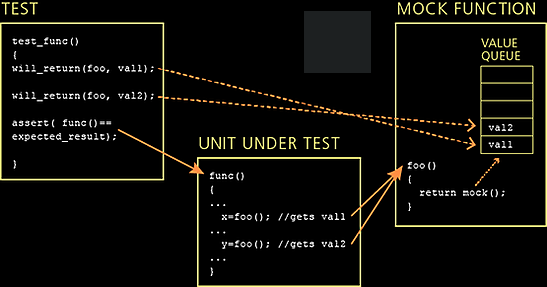 TEST
test_func()
{
will_return(foo, val1);
will_return(foo, val2);
assert( func()==
expected_result);
}
UNIT UNDER TEST
func()
{
...
x=foo(); //gets val1
...
y=foo(); //gets val2
...
}
MOCK FUNCTION
VALUE
QUEUE
val2
val1
foo()
{
return mock();
}